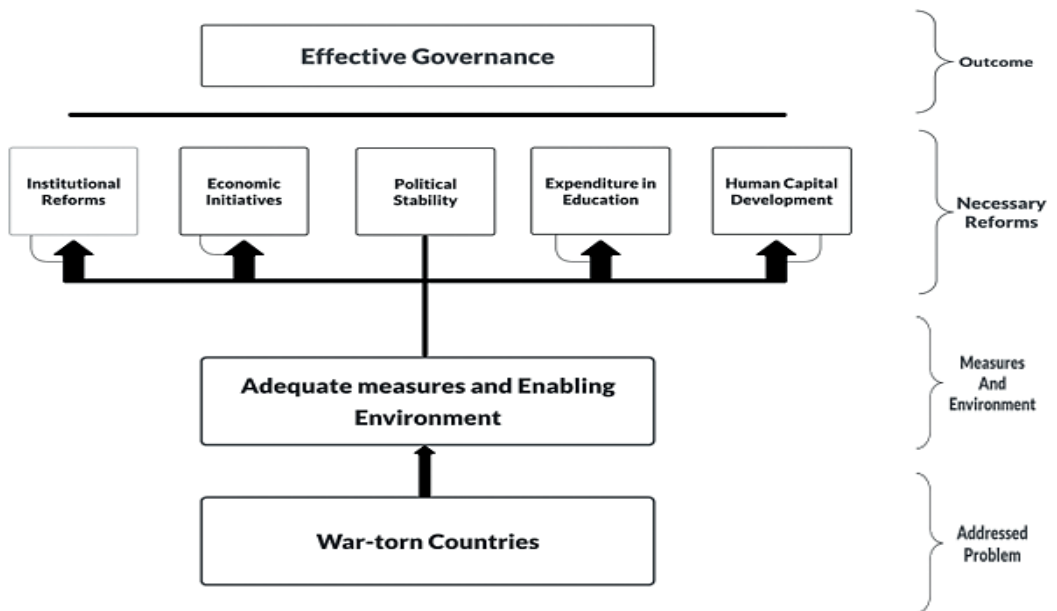 Effective Governance
Outcome
Institutional
Reforms
Economic
Initiatives
Political
Stability
Expenditure in
Education
Human Capital
Development
Necessary
Reforms
Adequate measures and Enabling
Environment
Measures
And
Environment
War-torn Countries
Addressed
Problem